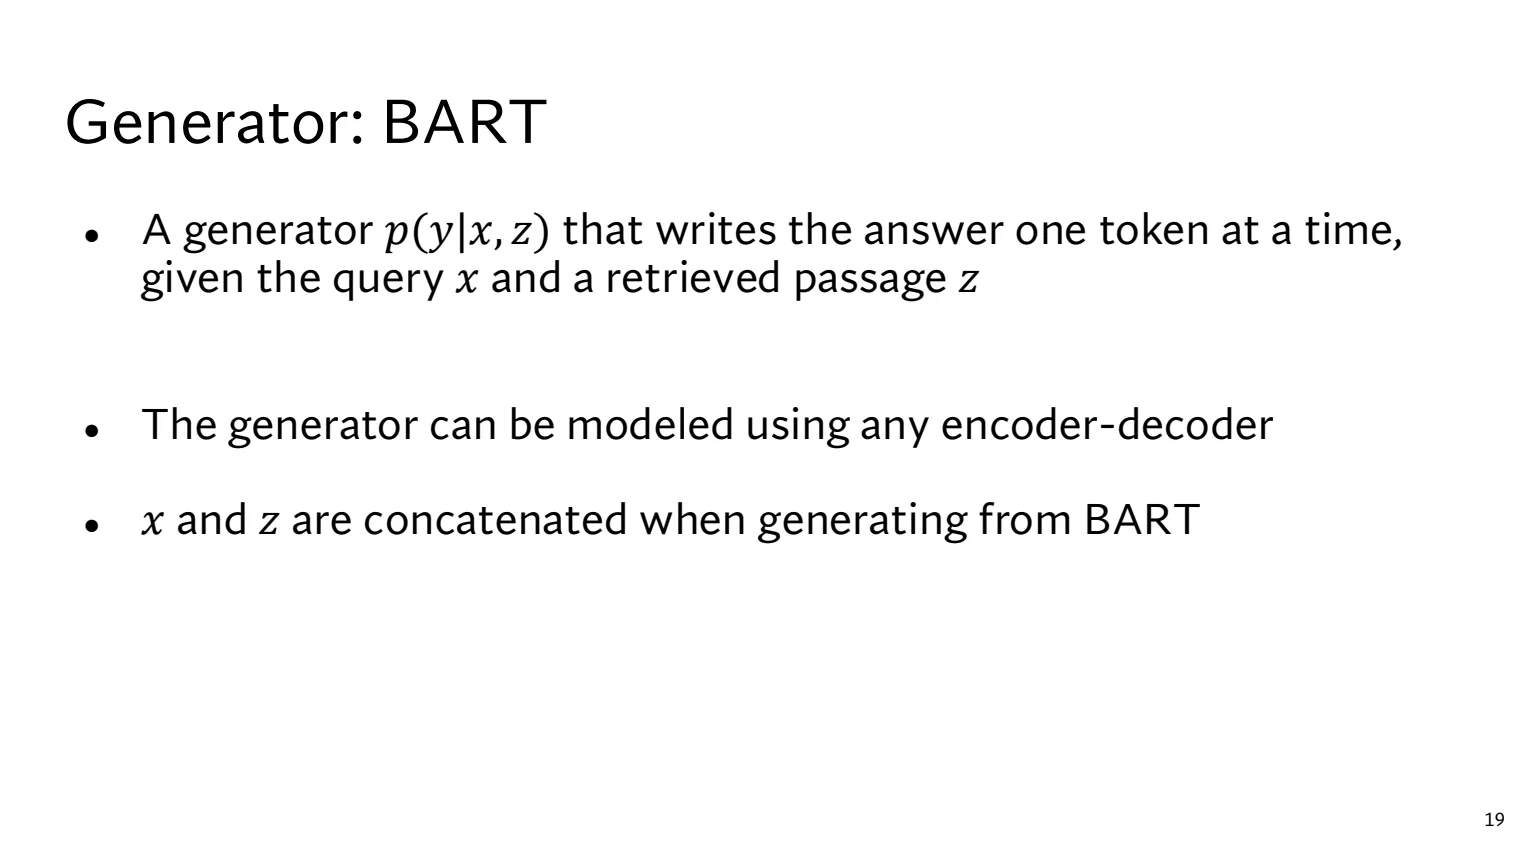 Generator: BART
• A generator 𝑝(𝑦|𝑥, 𝑧) that writes the answer one token at a time,
given the query 𝑥 and a retrieved passage 𝑧
• The generator can be modeled using any encoder-decoder
• 𝑥 and 𝑧 are concatenated when generating from BART
19